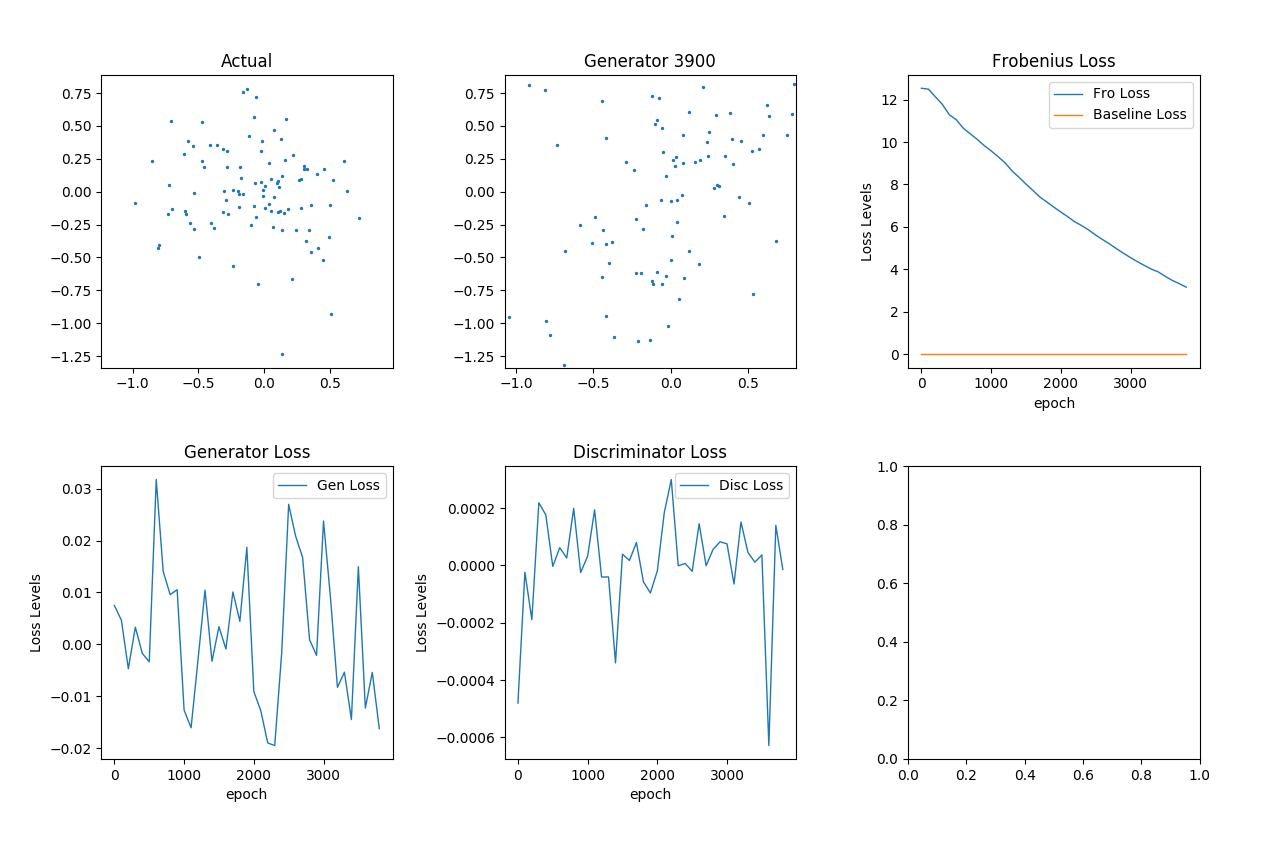 Actual
0.75
0.50
0.25
0.00
−0.25
−0.50
−0.75
−1.00
−1.25
−1.0 −0.5 0.0 0.5
Generator 3900
0.75
0.50
0.25
0.00
−0.25
−0.50
−0.75
−1.00
−1.25
−1.0 −0.5 0.0 0.5
Frobenius Loss
Fro Loss
Baseline Loss
Loss Levels
12
10
8
6
4
2
0
0 1000 2000 3000
epoch
Generator Loss
Gen Loss
Loss Levels
0.03
0.02
0.01
0.00
−0.01
−0.02
0 1000 2000 3000
epoch
Discriminator Loss
Disc Loss
Loss Levels
0.0002
0.0000
−0.0002
−0.0004
−0.0006
0 1000 2000 3000
epoch
1.0
0.8
0.6
0.4
0.2
0.0
0.0 0.2 0.4 0.6 0.8 1.0